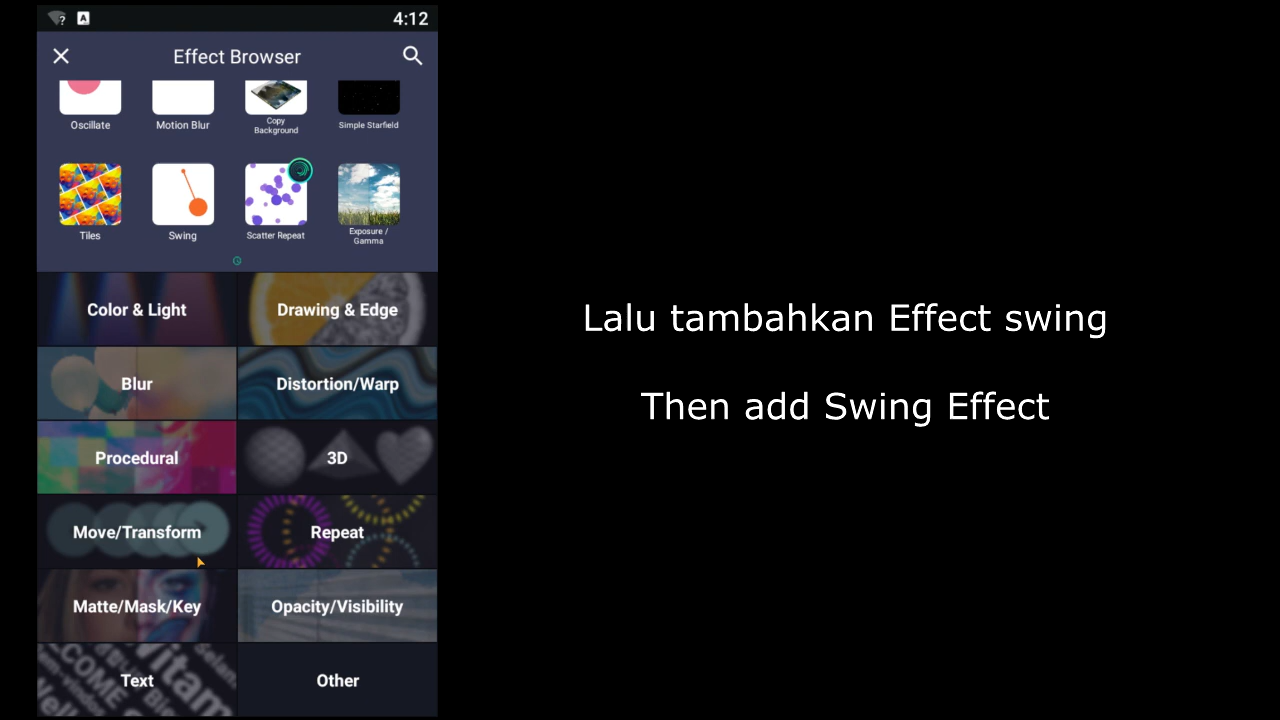 4:12
Effect Browser
Oscillate
Motion Blur
Copy
Background
Simple Starfield
Tiles
Swing
Scatter Repeat
Exposure /
Gamma
Color & Light
Drawing & Edge
Blur
Distortion/Warp
Procedural
3D
Move/Transform
Repeat
Matte/Mask/Key
Opacity/Visibility
Text
Other
Lalu tambahkan Effect swing
Then add Swing Effect